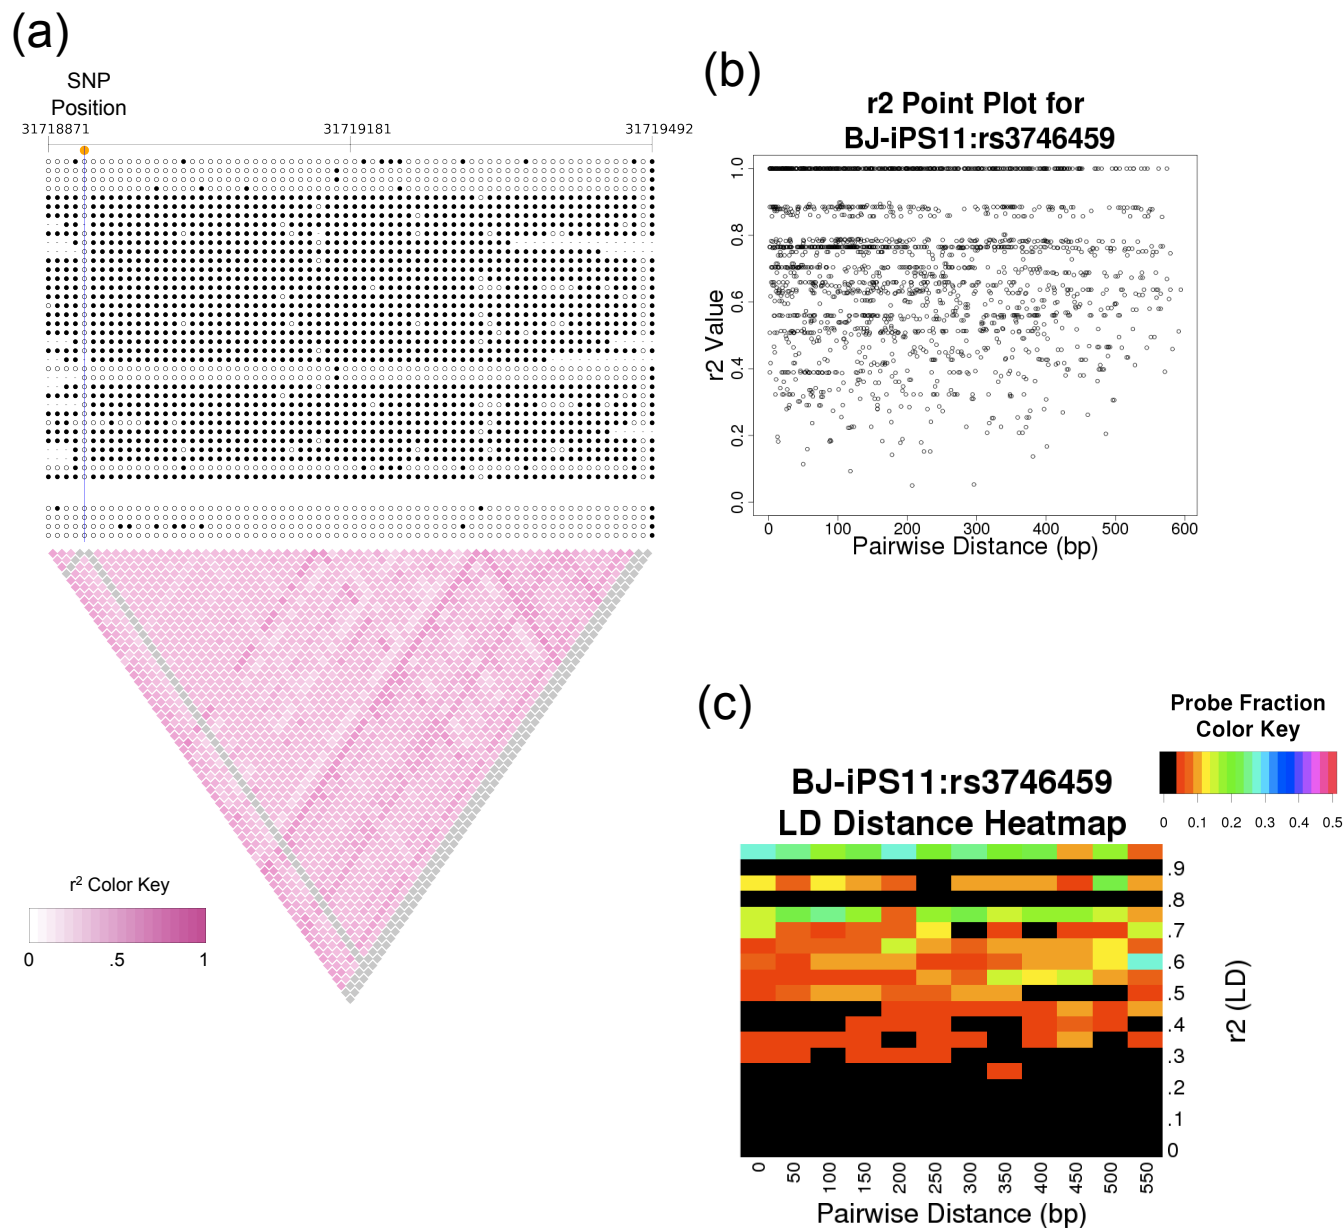 (a)
SNP
Position
31718871 31719181 31719492
r² Color Key
0 .5 1
(b)
r2 Point Plot for
BJ-iPS11:rs3746459
r2 Value
1.0
0.8
0.6
0.4
0.2
0.0
0 100 200 300 400 500 600
Pairwise Distance (bp)
(c)
Probe Fraction
Color Key
0 0.1 0.2 0.3 0.4 0.5
BJ-iPS11:rs3746459
LD Distance Heatmap
.9
.8
.7
.6
.5
.4
.3
.2
.1
0
r2 (LD)
0 50 100 150 200 250 300 350 400 450 500 550
Pairwise Distance (bp)